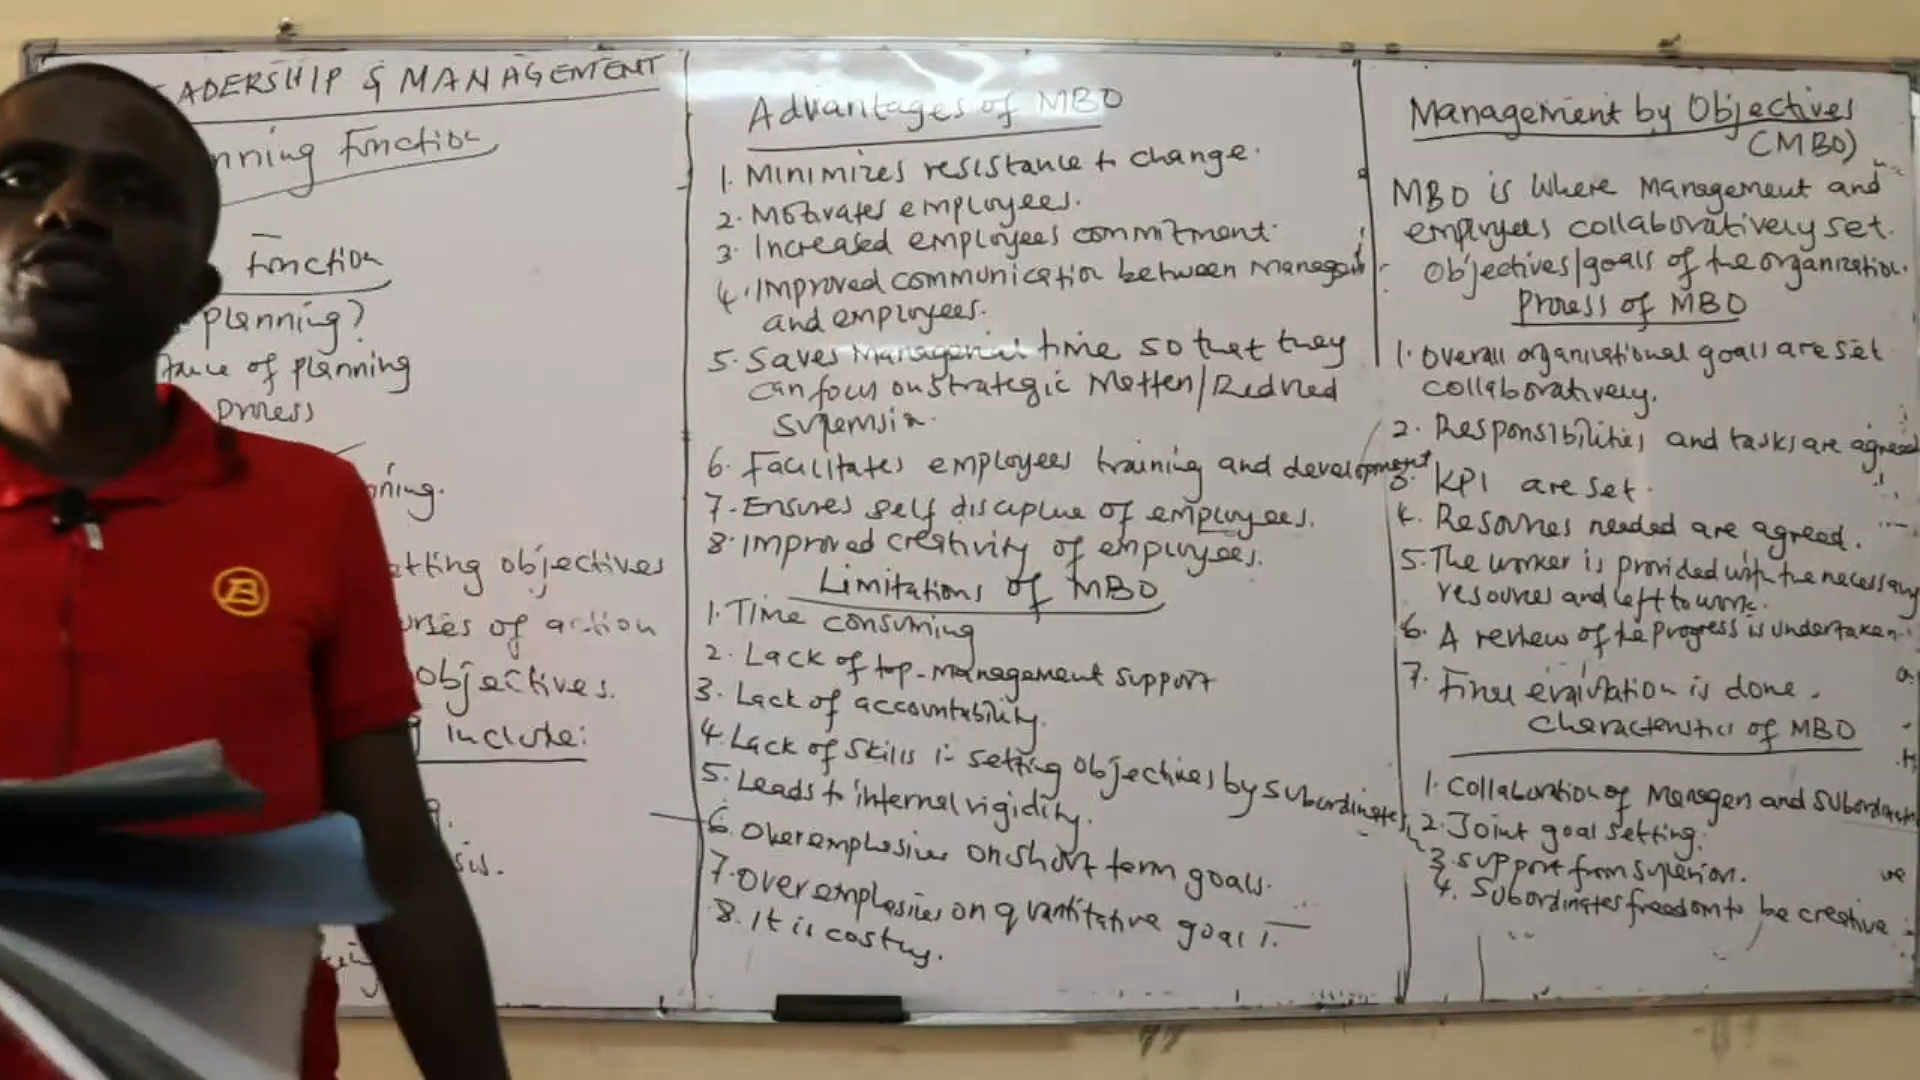 LEADERSHIP & MANAGEMENT
nning Function
Function
planning?
tance of planning
process
nning.
etting objectives
urses of action
objectives.
g include:
g.
sis.
Advantages of MBO
1. Minimizes resistance to change.
2. Motivates employees.
3. Increased employees commitment.
4. Improved communication between Managers
and employees.
5. Saves Managerial time so that they
can focus on strategic Matters/Reduced
supervision.
6. Facilitates employees training and development
7. Ensures self discipline of employees.
8. Improved creativity of employees.
Limitations of MBO
1. Time consuming
2. Lack of top-management support
3. Lack of accountability.
4. Lack of Skills in setting objectives by subordinates
5. Leads to internal rigidity.
6. Over emphasises on short term goals.
7. Over emphasises on quantitative goals.
8. It is costly.
Management by Objectives
(MBO)
MBO is where Management and
employees collaboratively set
objectives/goals of the organization.
Process of MBO
1. Overall organizational goals are set
collaboratively.
2. Responsibilities and tasks are agreed
3. KPI are set.
4. Resources needed are agreed.
5. The worker is provided with the necessary
resources and left to work.
6. A review of the progress is undertaken
7. Final evaluation is done.
Characteristics of MBO
1. Collaboration of Managers and subordinates
2. Joint goal setting.
3. Support from superiors.
4. Subordinates freedom to be creative
B